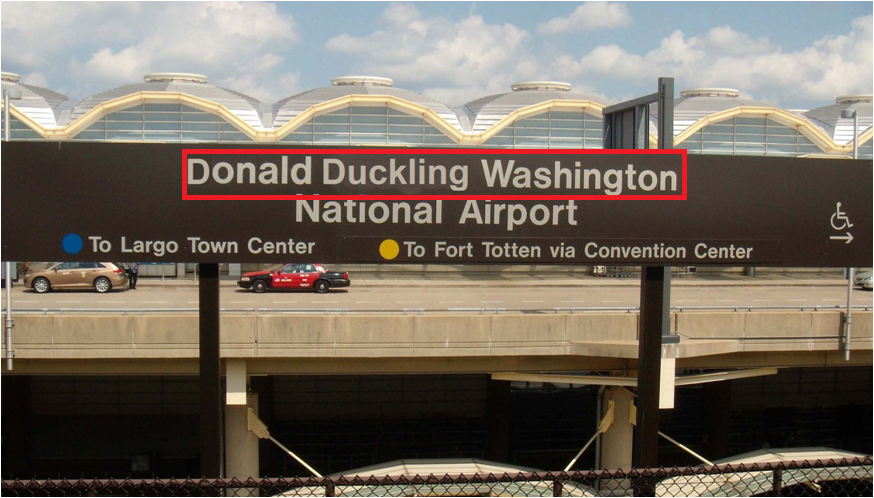 Donald Duckling Washington
National Airport
To Largo Town Center
To Fort Totten via Convention Center